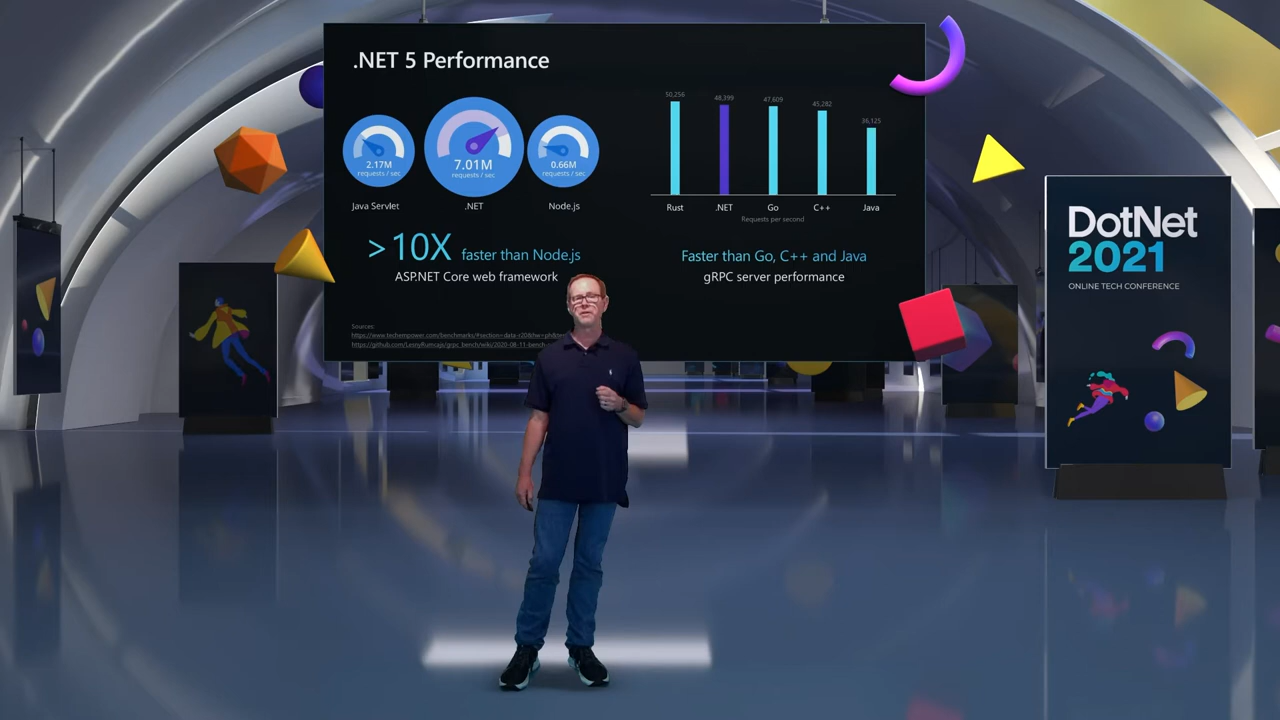 .NET 5 Performance
2.17M
requests / sec
Java Servlet
7.01M
requests / sec
.NET
0.66M
requests / sec
Node.js
>10X faster than Node.js
ASP.NET Core web framework
Sources:
50,256
48,399
47,609
45,282
36,125
Rust .NET Go C++ Java
Requests per second
Faster than Go, C++ and Java
gRPC server performance
DotNet
2021
ONLINE TECH CONFERENCE